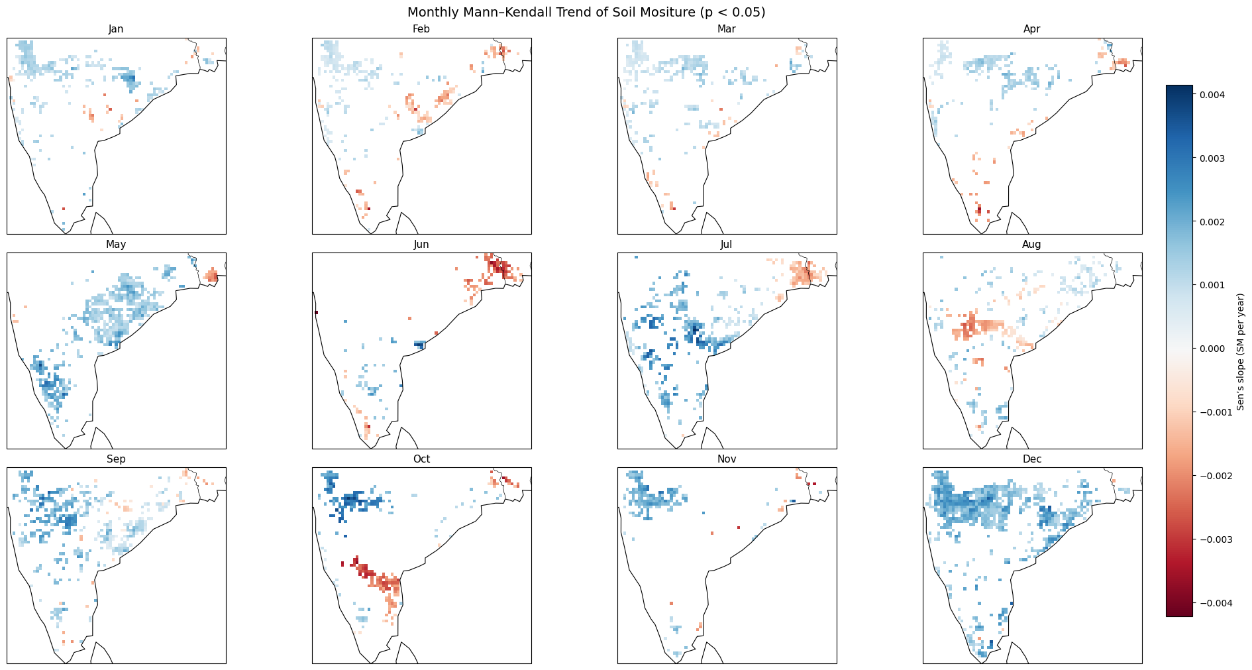 Monthly Mann–Kendall Trend of Soil Mositure (p < 0.05)
Jan
Feb
Mar
Apr
May
Jun
Jul
Aug
Sep
Oct
Nov
Dec
0.004
0.003
0.002
0.001
0.000
−0.001
−0.002
−0.003
−0.004
Sen's slope (SM per year)